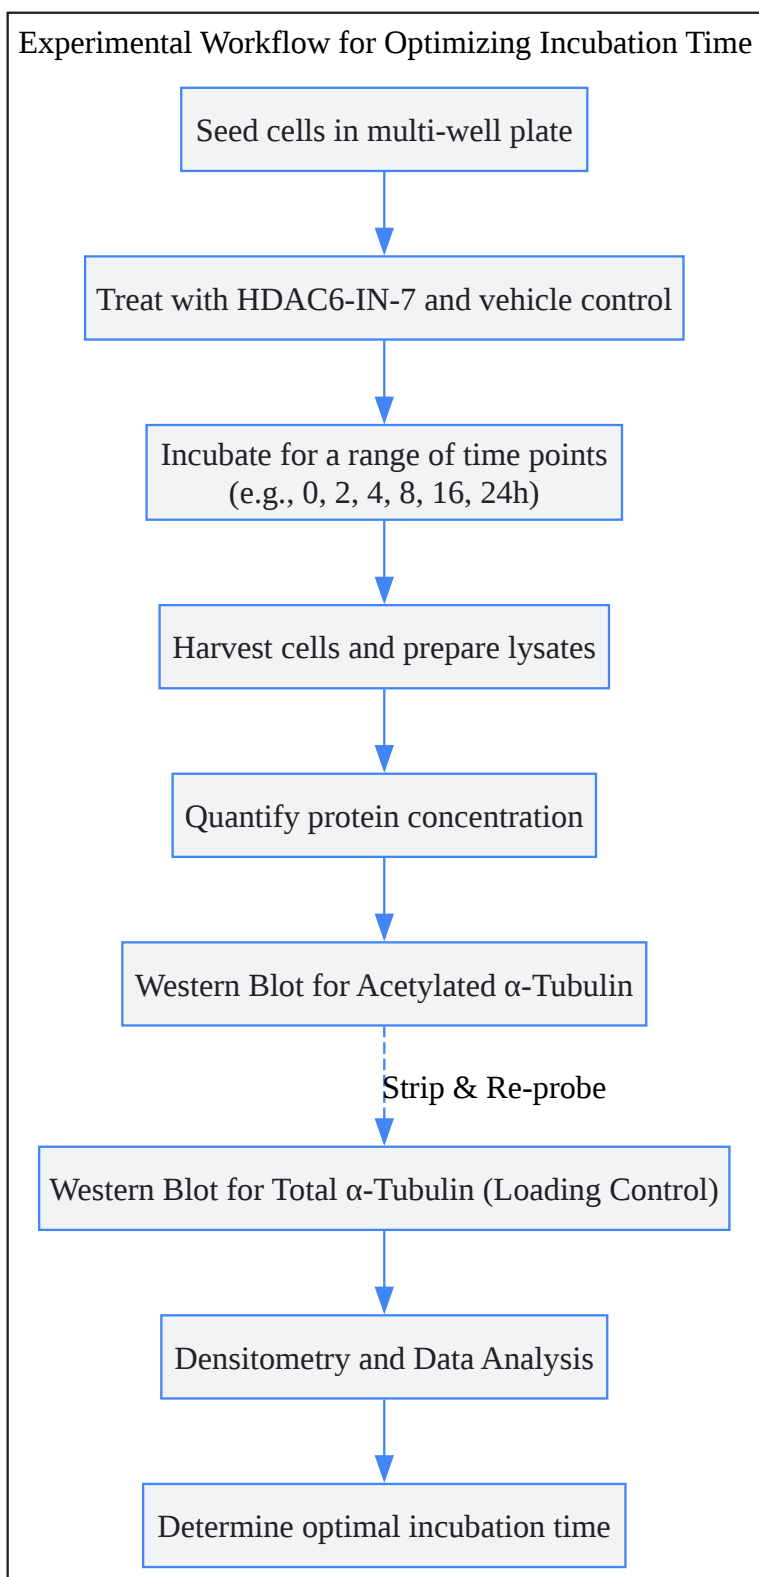 Experimental Workflow for Optimizing Incubation Time
Seed cells in multi-well plate
Treat with HDAC6-IN-7 and vehicle control
Incubate for a range of time points
(e.g., 0, 2, 4, 8, 16, 24h)
Harvest cells and prepare lysates
Quantify protein concentration
Western Blot for Acetylated α-Tubulin
Strip & Re-probe
Western Blot for Total α-Tubulin (Loading Control)
Densitometry and Data Analysis
Determine optimal incubation time